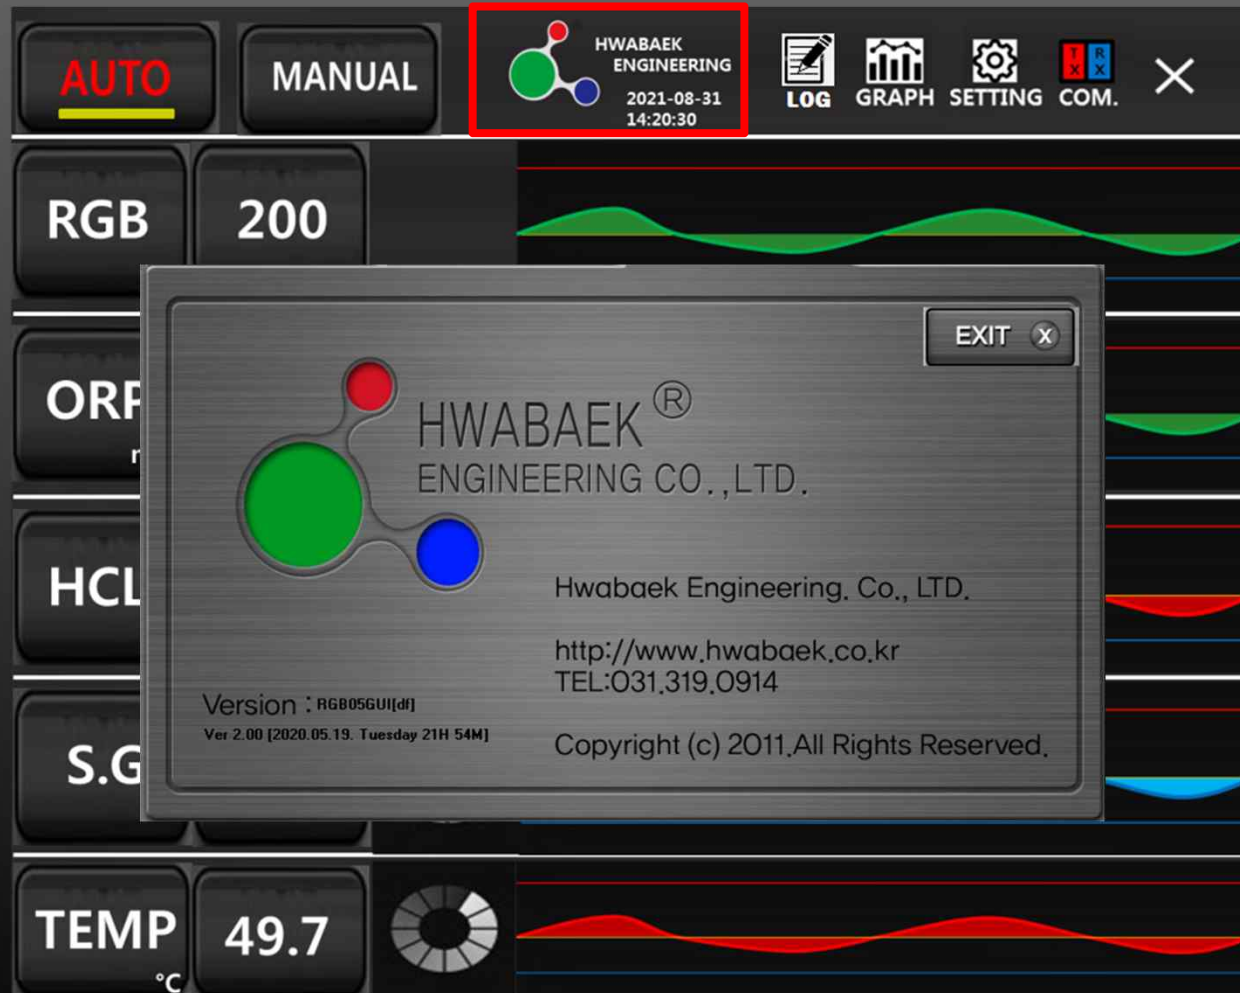 AUTO
MANUAL
HWABAEK
ENGINEERING
2021-08-31
14:20:30
LOG
GRAPH
SETTING
TX
RX
COM.
RGB
200
EXIT X
ORP
HWABAEK ®
ENGINEERING CO.,LTD.
HCL
Hwabaek Engineering. Co., LTD.
http://www.hwabaek.co.kr
TEL:031.319.0914
Version : RGB05GUI[df]
Ver 2.00 [2020.05.19. Tuesday 21H 54M]
Copyright (c) 2011.All Rights Reserved.
S.G
TEMP
°C
49.7